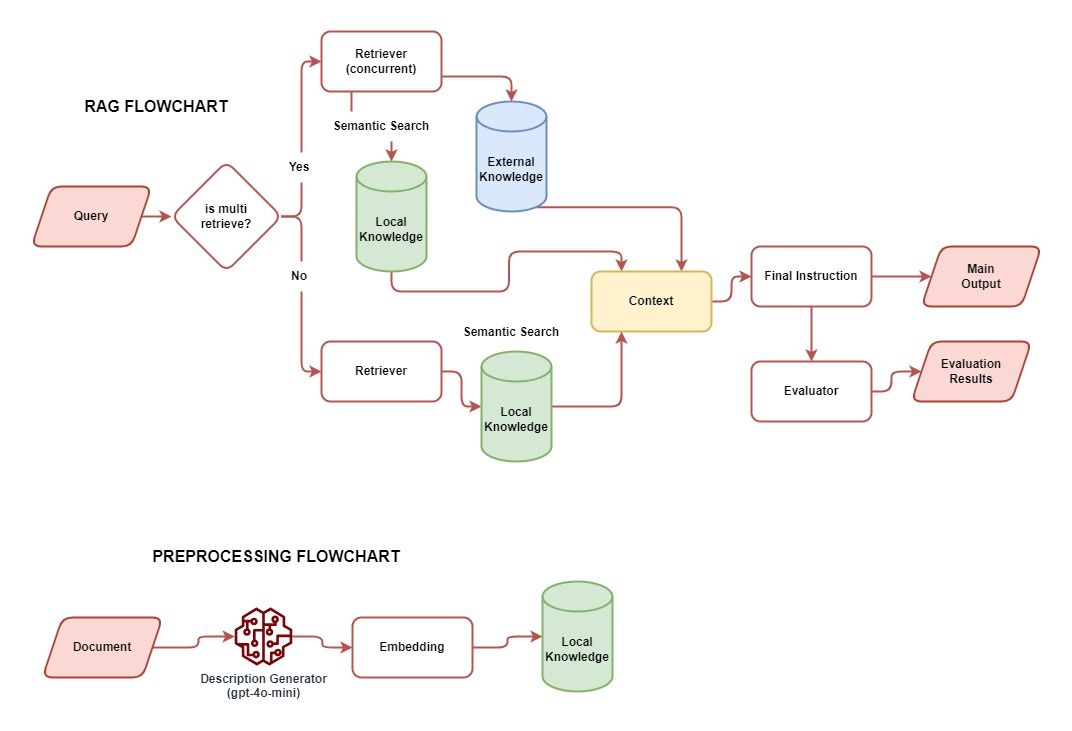 RAG FLOWCHART
Retriever
(concurrent)
Semantic Search
External
Knowledge
Yes
Query
is multi
retrieve?
Local
Knowledge
No
Context
Final Instruction
Main
Output
Semantic Search
Retriever
Local
Knowledge
Evaluator
Evaluation
Results
PREPROCESSING FLOWCHART
Document
Description Generator
(gpt-4o-mini)
Embedding
Local
Knowledge